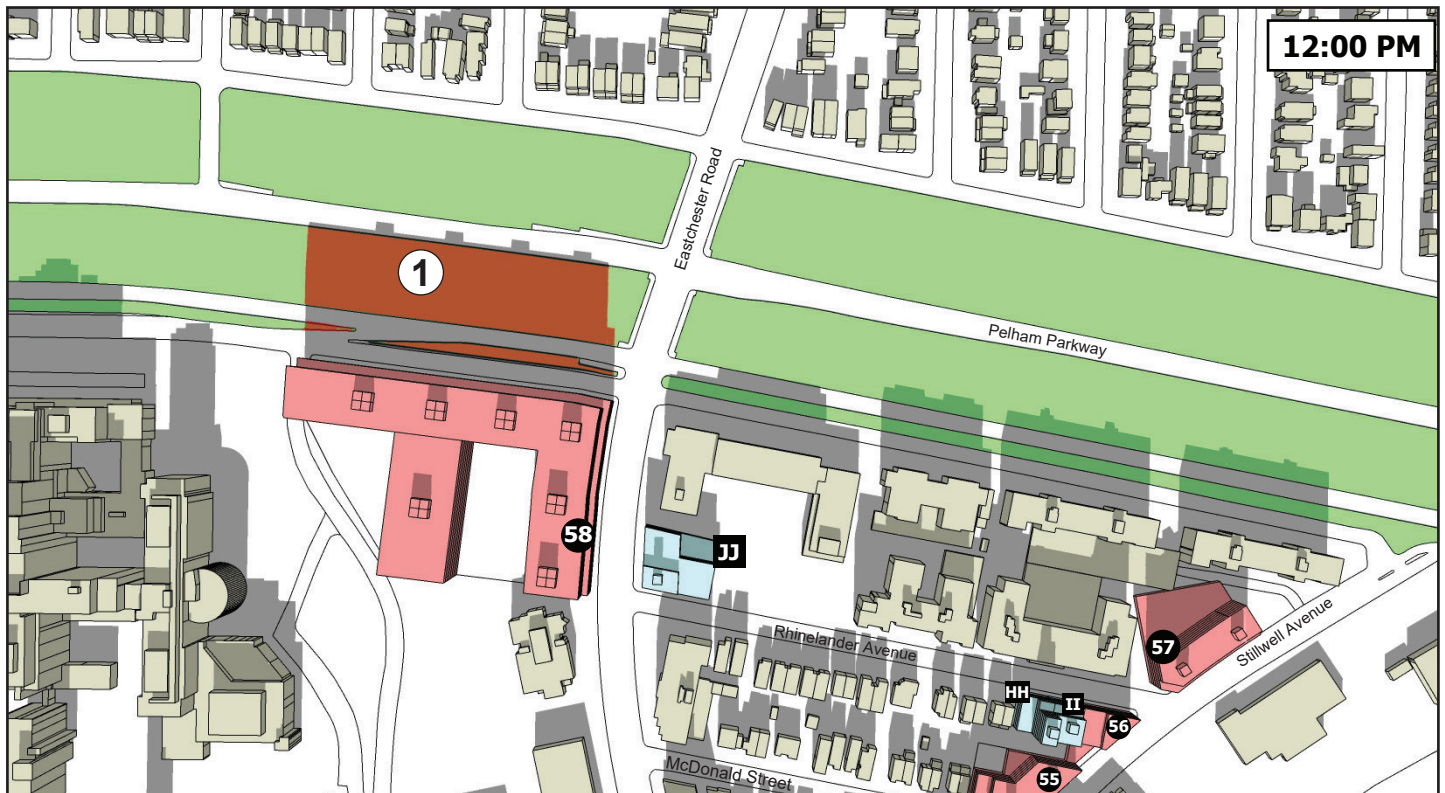 12:00 PM
Eastchester Road
1
Pelham Parkway
58
JJ
Rhinelander Avenue
57
Stillwell Avenue
HH
II
56
McDonald Street
55